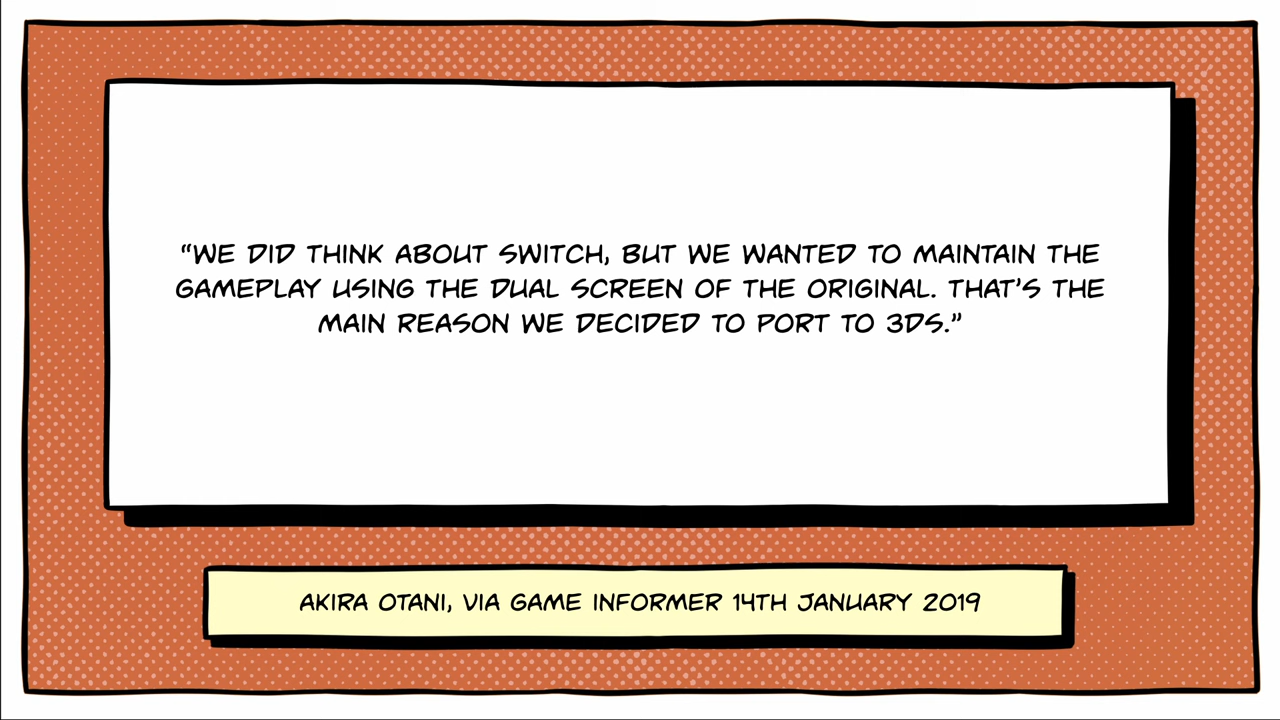 “WE DID THINK ABOUT SWITCH, BUT WE WANTED TO MAINTAIN THE
GAMEPLAY USING THE DUAL SCREEN OF THE ORIGINAL. THAT’S THE
MAIN REASON WE DECIDED TO PORT TO 3DS.”
AKIRA OTANI, VIA GAME INFORMER 14TH JANUARY 2019